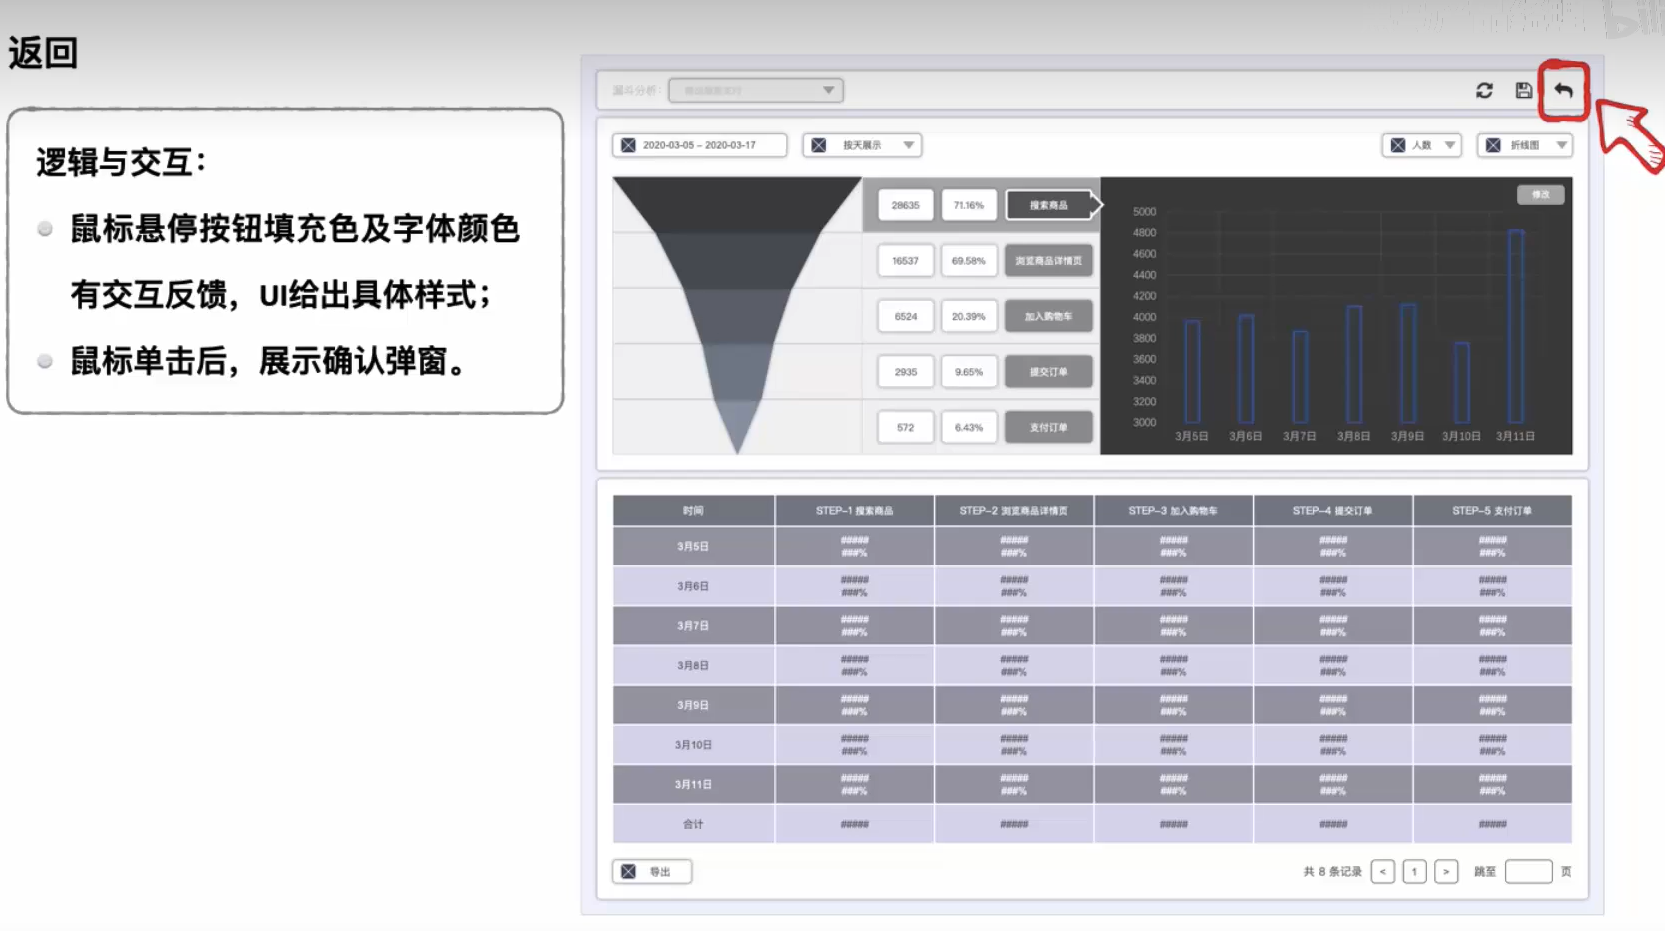 返回
逻辑与交互：
鼠标悬停按钮填充色及字体颜色
有交互反馈，UI给出具体样式；
鼠标单击后，展示确认弹窗。
漏斗分析：
2020-03-05 – 2020-03-17
按天展示
人数
折线图
28635 71.16% 搜索商品
16537 69.58% 浏览商品详情页
6524 20.39% 加入购物车
2935 9.65% 提交订单
572 6.43% 支付订单
修改
5000
4800
4600
4400
4200
4000
3800
3600
3400
3200
3000
3月5日 3月6日 3月7日 3月8日 3月9日 3月10日 3月11日
时间 STEP–1 搜索商品 STEP–2 浏览商品详情页 STEP–3 加入购物车 STEP–4 提交订单 STEP–5 支付订单
3月5日 ##### ##### ##### ##### #####
###% ###% ###% ###% ###%
3月6日 ##### ##### ##### ##### #####
###% ###% ###% ###% ###%
3月7日 ##### ##### ##### ##### #####
###% ###% ###% ###% ###%
3月8日 ##### ##### ##### ##### #####
###% ###% ###% ###% ###%
3月9日 ##### ##### ##### ##### #####
###% ###% ###% ###% ###%
3月10日 ##### ##### ##### ##### #####
###% ###% ###% ###% ###%
3月11日 ##### ##### ##### ##### #####
###% ###% ###% ###% ###%
合计 ##### ##### ##### ##### #####
导出
共 8 条记录 < 1 > 跳至 页